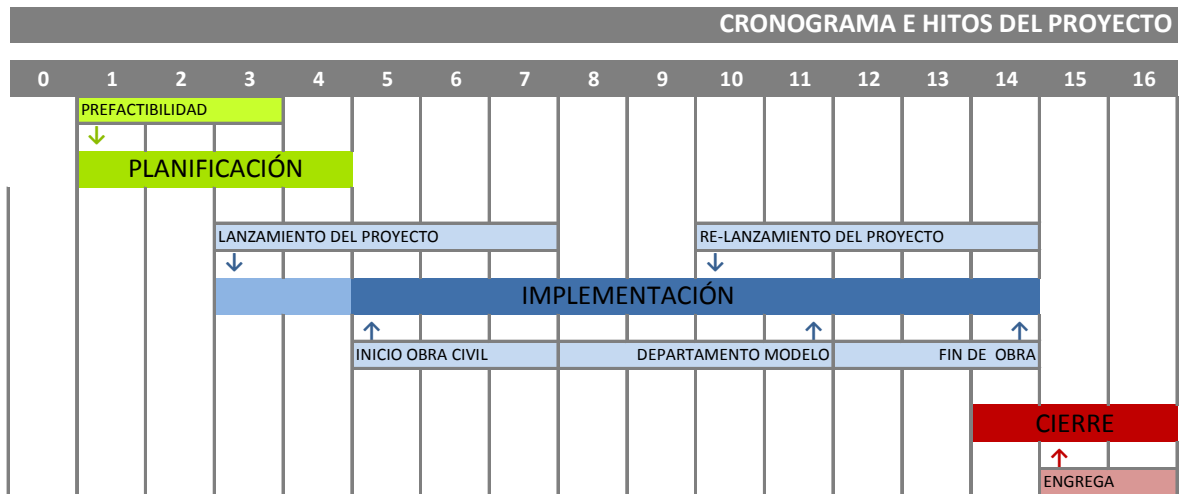 CRONOGRAMA E HITOS DEL PROYECTO
0 1 2 3 4 5 6 7 8 9 10 11 12 13 14 15 16
PREFACTIBILIDAD
↓
PLANIFICACIÓN
LANZAMIENTO DEL PROYECTO RE-LANZAMIENTO DEL PROYECTO
↓ ↓
IMPLEMENTACIÓN
↑ ↑ ↑
INICIO OBRA CIVIL DEPARTAMENTO MODELO FIN DE OBRA
CIERRE
↑
ENGREGA